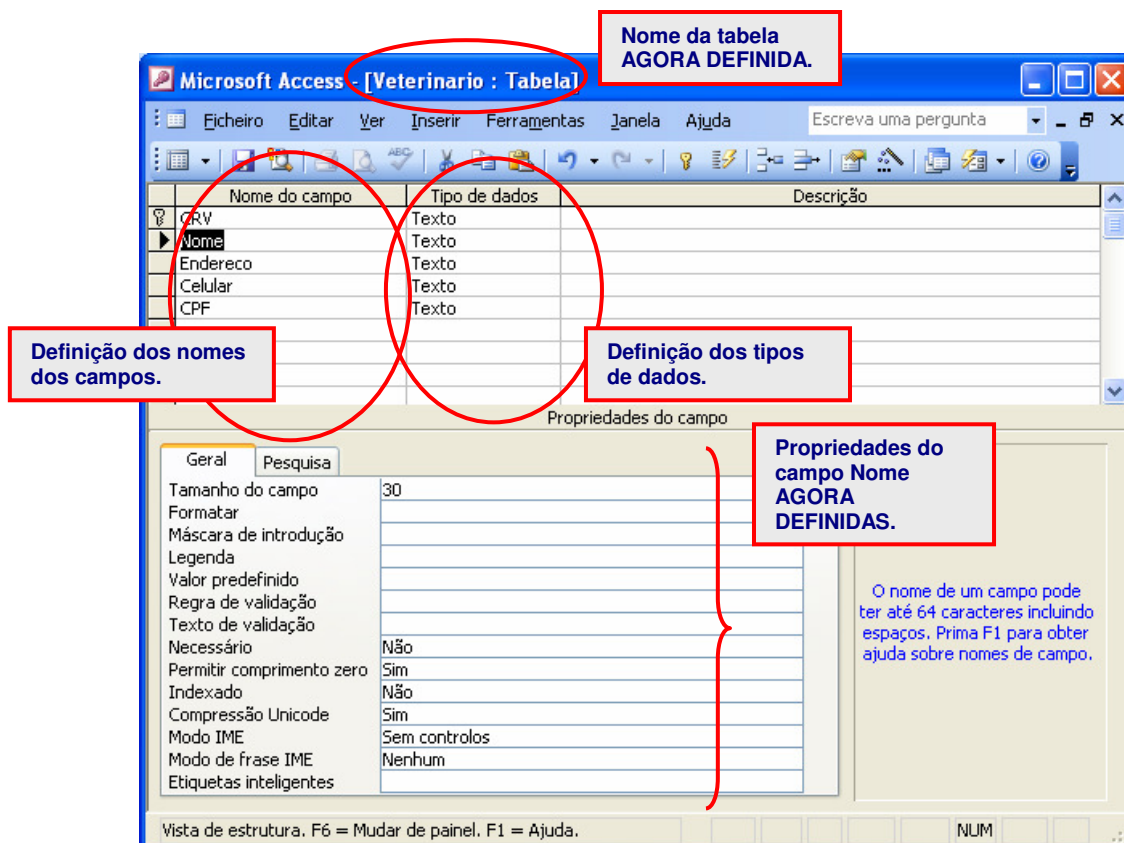 Nome da tabela
AGORA DEFINIDA.
Microsoft Access - [Veterinario : Tabela]
Ficheiro Editar Ver Inserir Ferramentas Janela Ajuda Escreva uma pergunta
ABC
Nome do campo Tipo de dados Descrição
CRV Texto
Nome Texto
Endereco Texto
Celular Texto
CPF Texto
Definição dos nomes
dos campos.
Definição dos tipos
de dados.
Propriedades do campo
Propriedades do
campo Nome
AGORA
DEFINIDAS.
Geral Pesquisa
Tamanho do campo 30
Formatar
Máscara de introdução
Legenda
Valor predefinido
Regra de validação
Texto de validação
Necessário Não
Permitir comprimento zero Sim
Indexado Não
Compressão Unicode Sim
Modo IME Sem controlos
Modo de frase IME Nenhum
Etiquetas inteligentes
O nome de um campo pode
ter até 64 caracteres incluindo
espaços. Prima F1 para obter
ajuda sobre nomes de campo.
Vista de estrutura. F6 = Mudar de painel. F1 = Ajuda. NUM